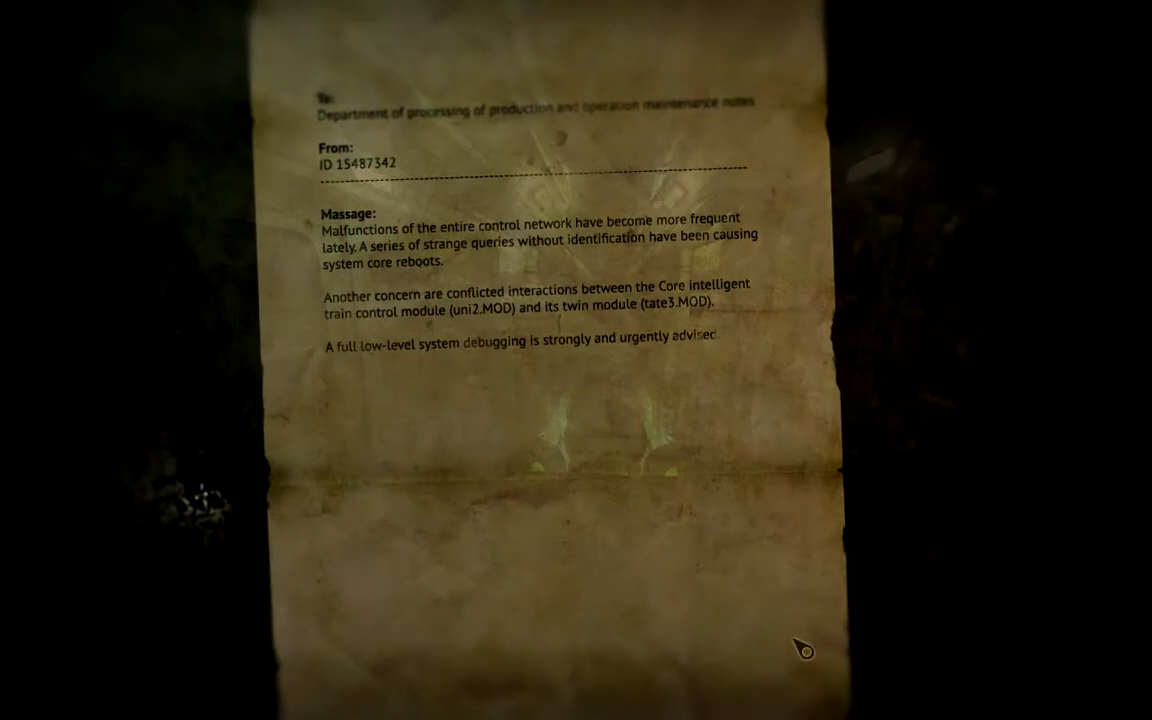 To:
Department of processing of production and operation maintenance notes
From:
ID 15487342
Massage:
Malfunctions of the entire control network have become more frequent
lately. A series of strange queries without identification have been causing
system core reboots.
Another concern are conflicted interactions between the Core intelligent
train control module (uni2.MOD) and its twin module (tate3.MOD).
A full low-level system debugging is strongly and urgently advised.